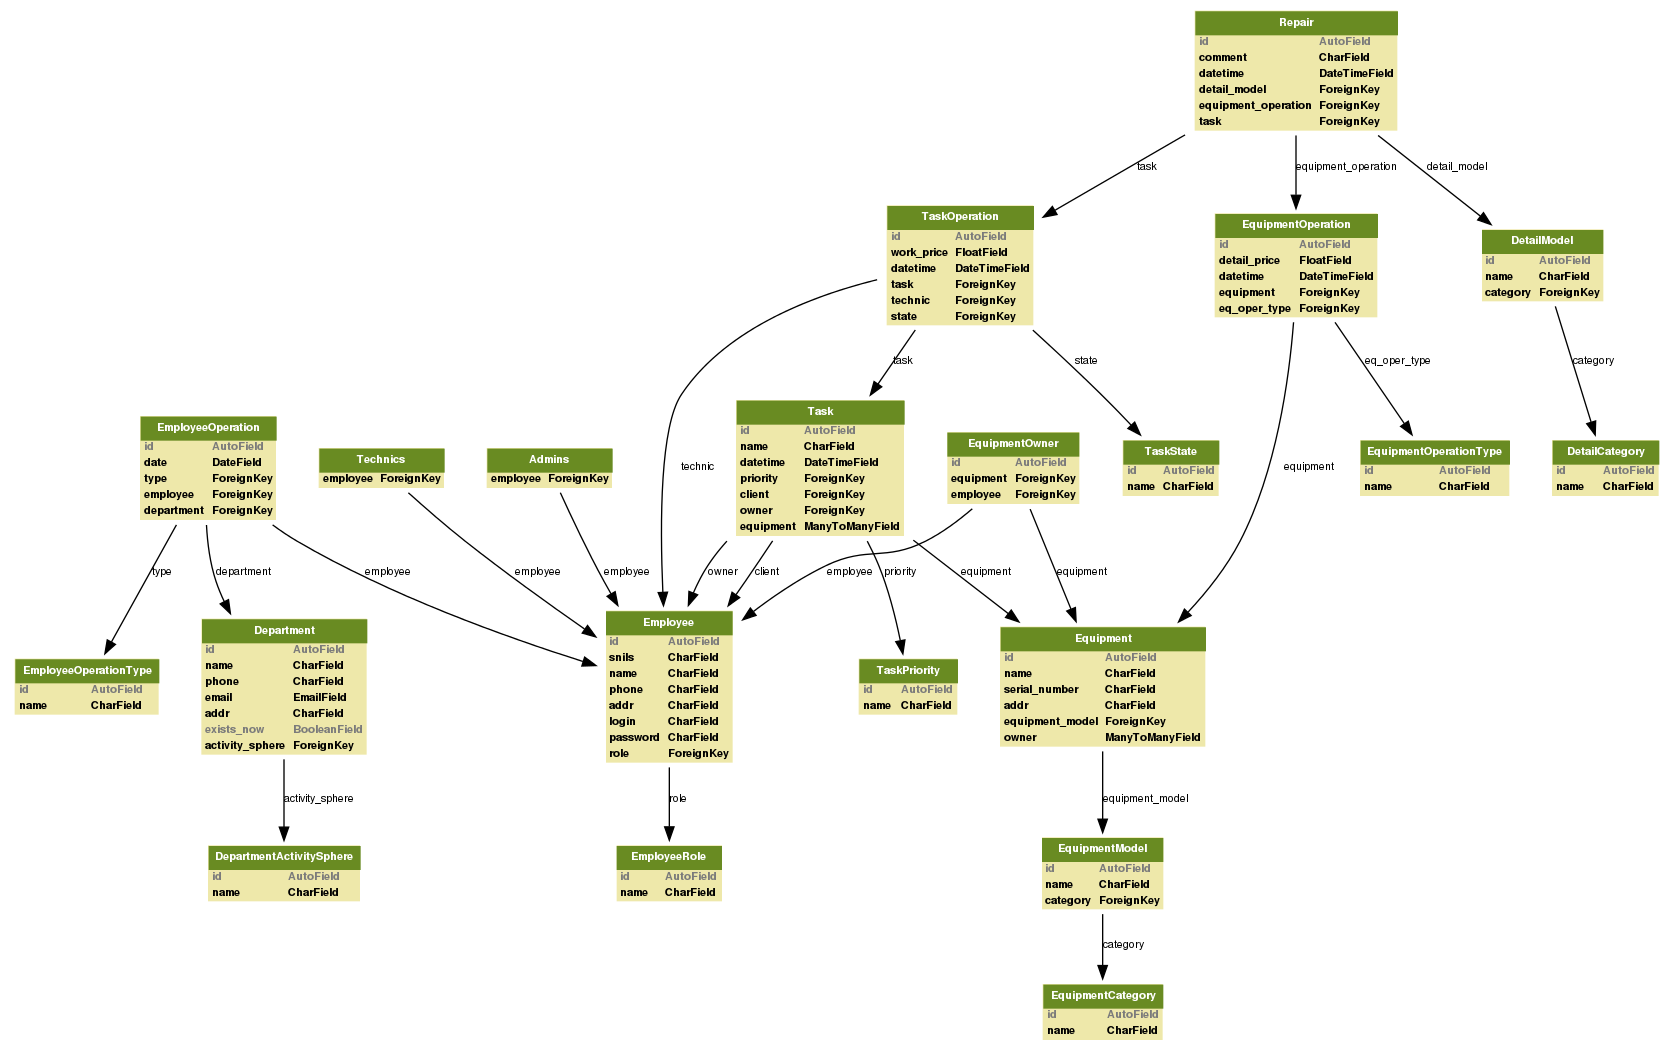 Repair
id AutoField
comment CharField
datetime DateTimeField
detail_model ForeignKey
equipment_operation ForeignKey
task ForeignKey
task
equipment_operation
detail_model
TaskOperation
id AutoField
work_price FloatField
datetime DateTimeField
task ForeignKey
technic ForeignKey
state ForeignKey
EquipmentOperation
id AutoField
detail_price FloatField
datetime DateTimeField
equipment ForeignKey
eq_oper_type ForeignKey
DetailModel
id AutoField
name CharField
category ForeignKey
task
state
eq_oper_type
category
EmployeeOperation
id AutoField
date DateField
type ForeignKey
employee ForeignKey
department ForeignKey
Technics
employee ForeignKey
Admins
employee ForeignKey
technic
Task
id AutoField
name CharField
datetime DateTimeField
priority ForeignKey
client ForeignKey
owner ForeignKey
equipment ManyToManyField
EquipmentOwner
id AutoField
equipment ForeignKey
employee ForeignKey
TaskState
id AutoField
name CharField
equipment
EquipmentOperationType
id AutoField
name CharField
DetailCategory
id AutoField
name CharField
type
department
employee
employee
employee
owner
client
employee
priority
equipment
equipment
EmployeeOperationType
id AutoField
name CharField
Department
id AutoField
name CharField
phone CharField
email EmailField
addr CharField
exists_now BooleanField
activity_sphere ForeignKey
Employee
id AutoField
snils CharField
name CharField
phone CharField
addr CharField
login CharField
password CharField
role ForeignKey
TaskPriority
id AutoField
name CharField
Equipment
id AutoField
name CharField
serial_number CharField
addr CharField
equipment_model ForeignKey
owner ManyToManyField
activity_sphere
role
equipment_model
DepartmentActivitySphere
id AutoField
name CharField
EmployeeRole
id AutoField
name CharField
EquipmentModel
id AutoField
name CharField
category ForeignKey
category
EquipmentCategory
id AutoField
name CharField